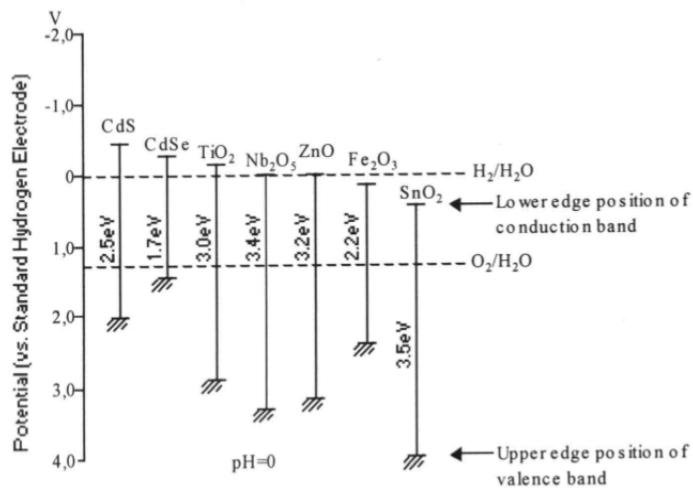 V
-2,0
-1,0
0
1,0
2,0
3,0
4,0
Potential (vs. Standard Hydrogen Electrode)
CdS
CdSe
TiO₂
Nb₂O₅
ZnO
Fe₂O₃
SnO₂
2.5eV
1.7eV
3.0eV
3.4eV
3.2eV
2.2eV
3.5eV
H₂/H₂O
Lower edge position of
conduction band
O₂/H₂O
Upper edge position of
valence band
pH=0